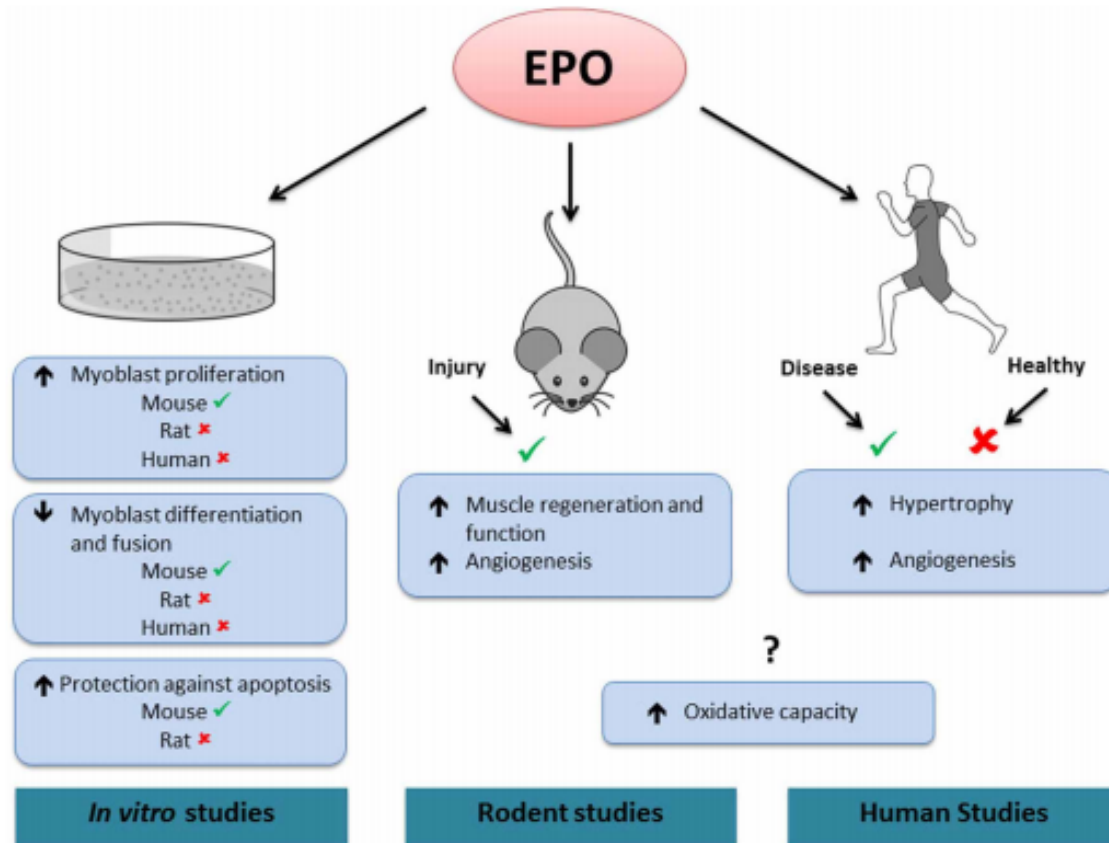 EPO
↑ Myoblast proliferation
Mouse ✓
Rat ✘
Human ✘
↓ Myoblast differentiation
and fusion
Mouse ✓
Rat ✘
Human ✘
↑ Protection against apoptosis
Mouse ✓
Rat ✘
In vitro studies
Injury
✓
↑ Muscle regeneration and
function
↑ Angiogenesis
Rodent studies
Disease
Healthy
✓ ✘
↑ Hypertrophy
↑ Angiogenesis
?
↑ Oxidative capacity
Human Studies